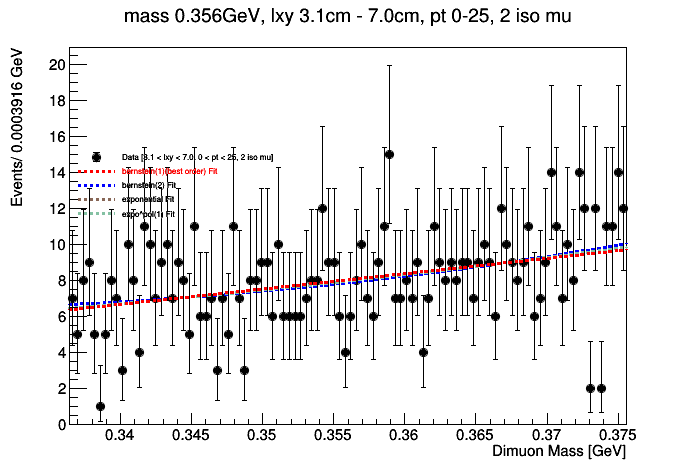 mass 0.356GeV, lxy 3.1cm - 7.0cm, pt 0-25, 2 iso mu
Events/ 0.0003916 GeV
20
18
16
14
12
10
8
6
4
2
0
Data [3.1 < lxy < 7.0, 0 < pt < 25, 2 iso mu]
bernstein(1)(best order) Fit
bernstein(2) Fit
exponential Fit
expo*pol(1) Fit
0.34 0.345 0.35 0.355 0.36 0.365 0.37 0.375
Dimuon Mass [GeV]